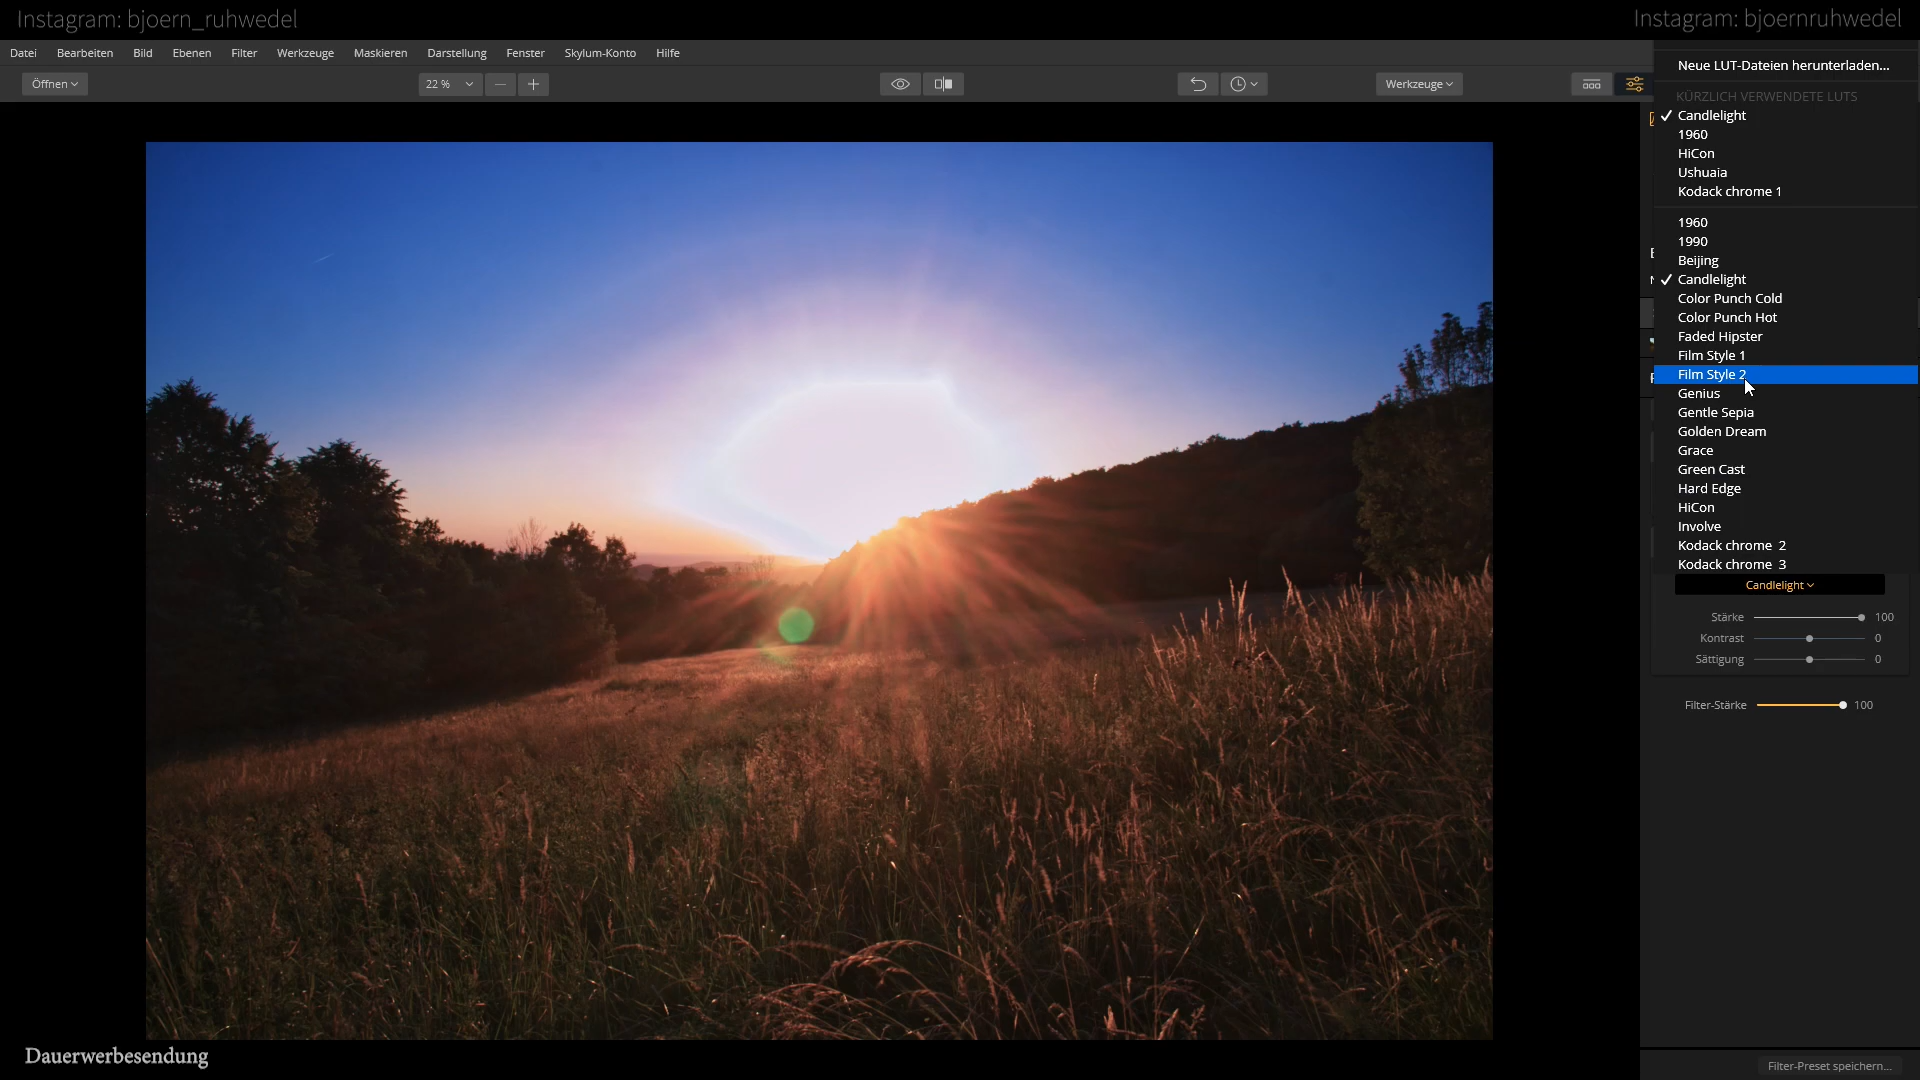 Instagram: bjoern_ruhwedel
Instagram: bjoernruhwedel
Datei Bearbeiten Bild Ebenen Filter Werkzeuge Maskieren Darstellung Fenster Skylum-Konto Hilfe
Öffnen
22 %
Werkzeuge
Neue LUT-Dateien herunterladen...
KÜRZLICH VERWENDETE LUTS
Candlelight
1960
HiCon
Ushuaia
Kodack chrome 1
1960
1990
Beijing
Candlelight
Color Punch Cold
Color Punch Hot
Faded Hipster
Film Style 1
Film Style 2
Genius
Gentle Sepia
Golden Dream
Grace
Green Cast
Hard Edge
HiCon
Involve
Kodack chrome 2
Kodack chrome 3
Candlelight
Stärke 100
Kontrast 0
Sättigung 0
Filter-Stärke 100
Dauerwerbesendung
Filter-Preset speichern...